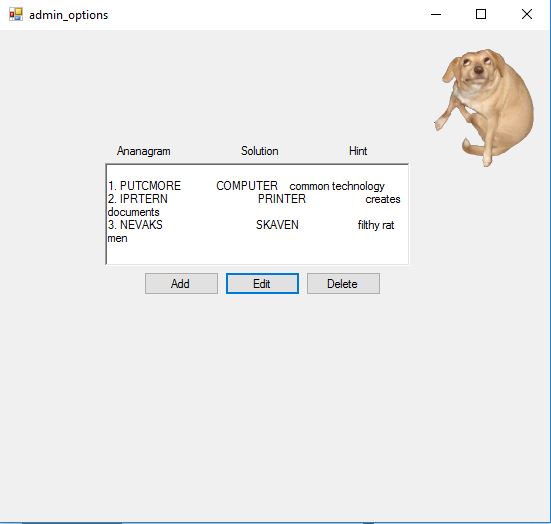 admin_options
Ananagram Solution Hint
1. PUTCMORE COMPUTER common technology
2. IPRTERN PRINTER creates
documents
3. NEVAKS SKAVEN filthy rat
men
Add Edit Delete